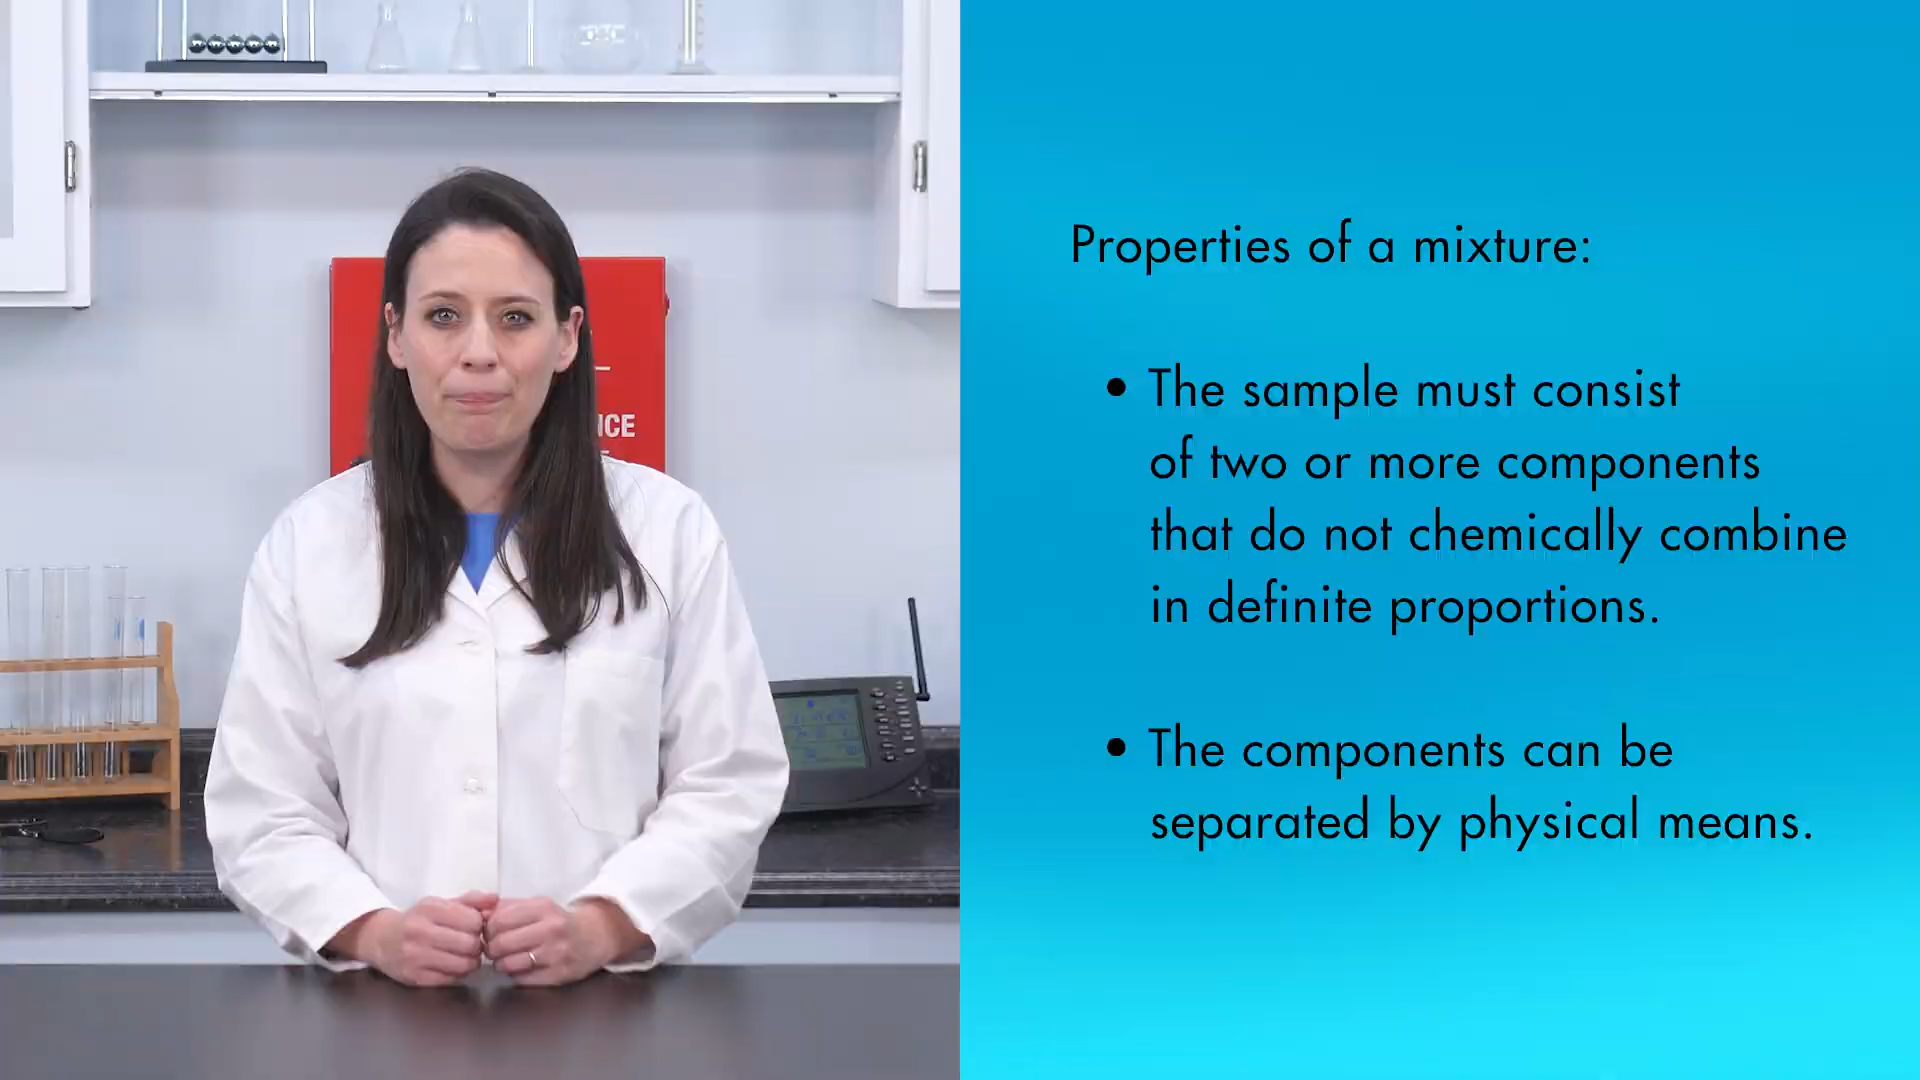 NCE
Properties of a mixture:
• The sample must consist
of two or more components
that do not chemically combine
in definite proportions.
• The components can be
separated by physical means.